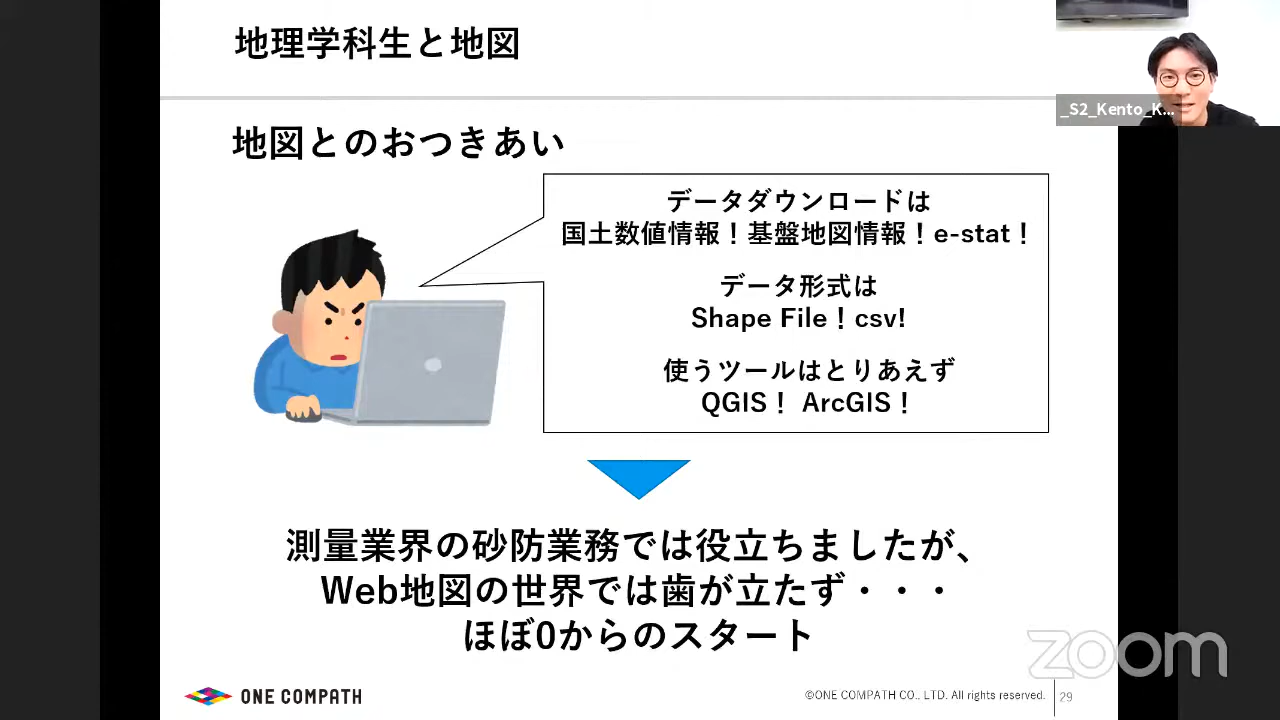 地理学科生と地図
_S2_Kento_K...
地図とのおつきあい
データダウンロードは
国土数値情報！基盤地図情報！e-stat！
データ形式は
Shape File！csv!
使うツールはとりあえず
QGIS！ ArcGIS！
測量業界の砂防業務では役立ちましたが、
Web地図の世界では歯が立たず・・・
ほぼ0からのスタート
zoom
ONE COMPATH
©ONE COMPATH CO., LTD. All rights reserved.
29